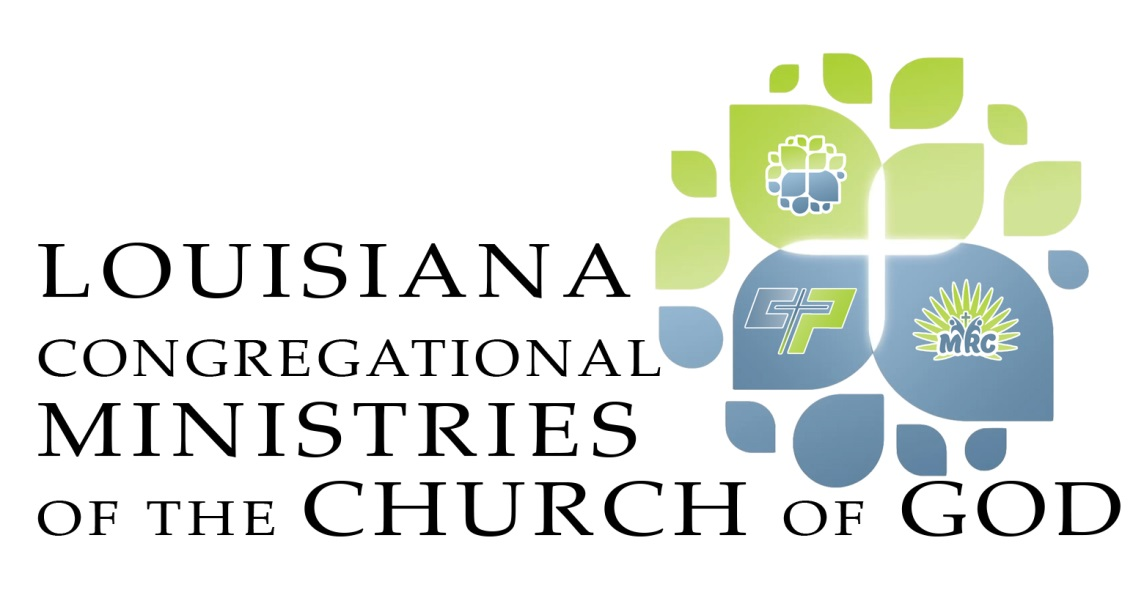 LOUISIANA
CONGREGATIONAL
MINISTRIES
OF THE CHURCH OF GOD
MRC